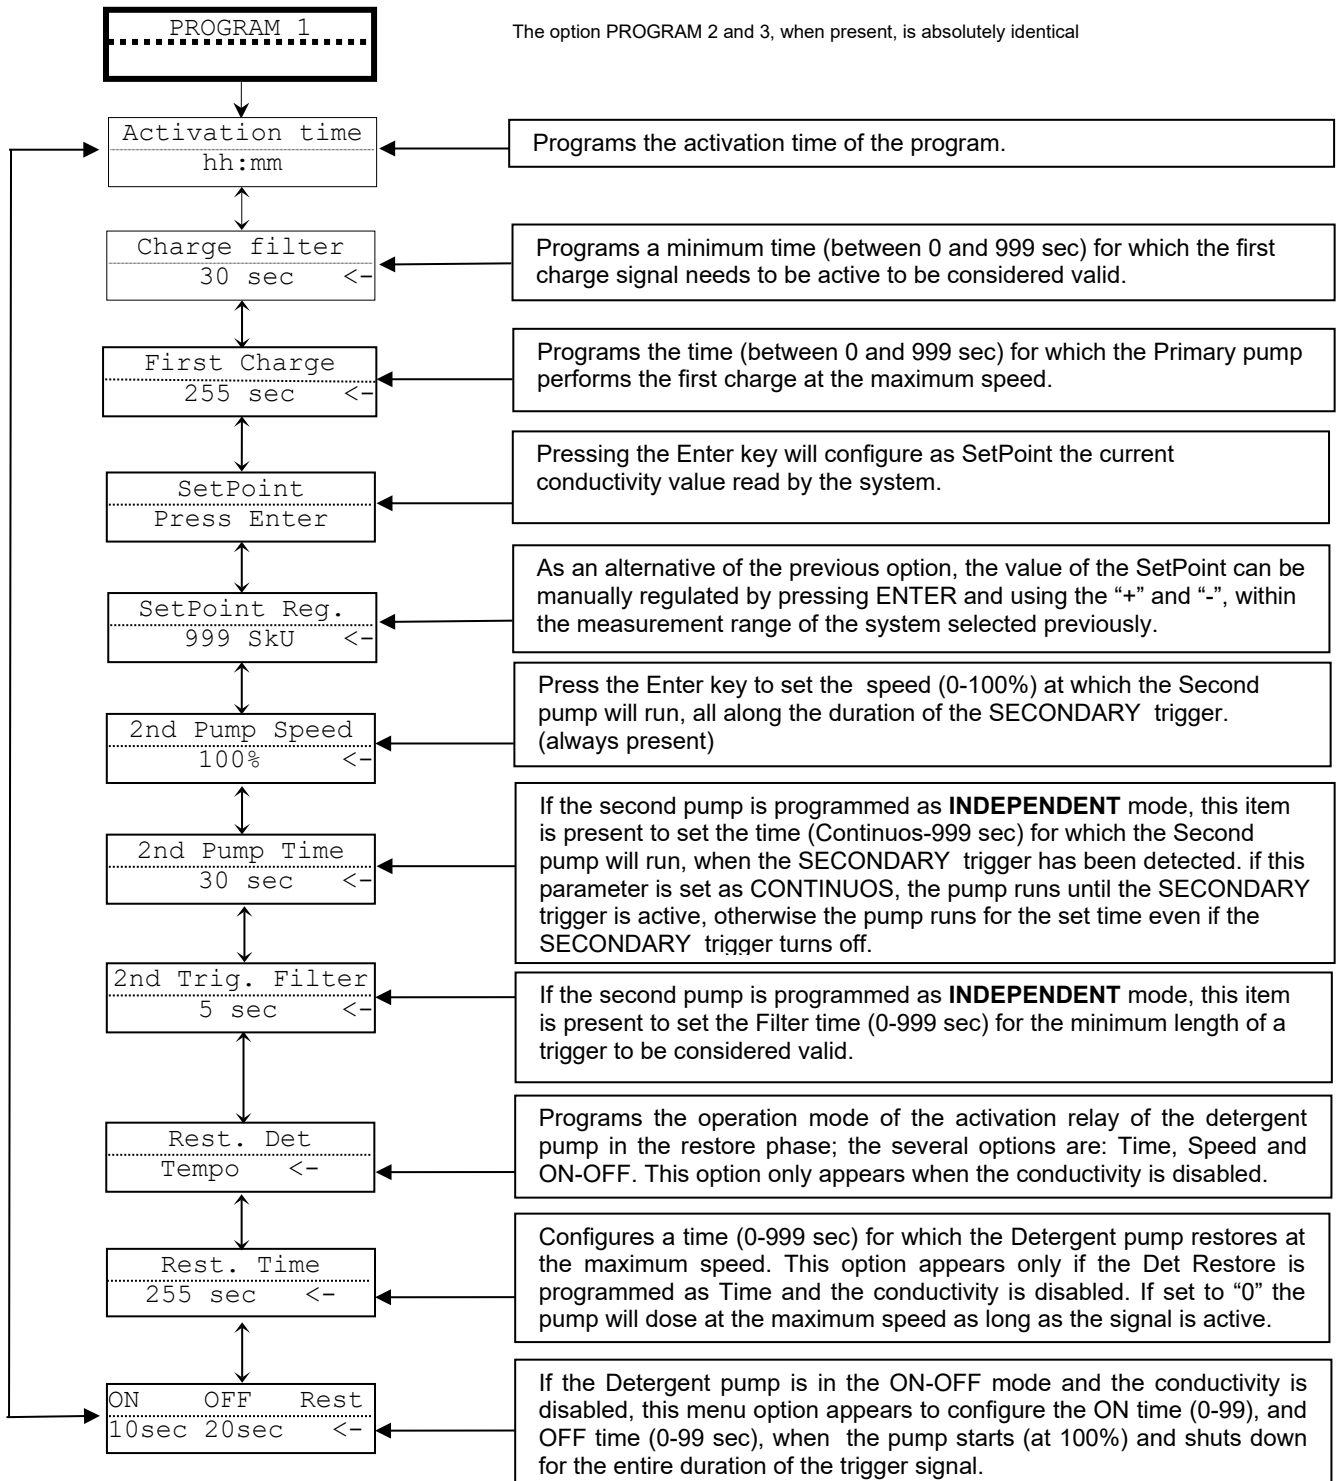 PROGRAM 1
The option PROGRAM 2 and 3, when present, is absolutely identical
Activation time
hh:mm
Programs the activation time of the program.
Charge filter
30 sec <-
Programs a minimum time (between 0 and 999 sec) for which the first
charge signal needs to be active to be considered valid.
First Charge
255 sec <-
Programs the time (between 0 and 999 sec) for which the Primary pump
performs the first charge at the maximum speed.
SetPoint
Press Enter
Pressing the Enter key will configure as SetPoint the current
conductivity value read by the system.
SetPoint Reg.
999 SkU <-
As an alternative of the previous option, the value of the SetPoint can be
manually regulated by pressing ENTER and using the “+” and “-”, within
the measurement range of the system selected previously.
2nd Pump Speed
100% <-
Press the Enter key to set the speed (0-100%) at which the Second
pump will run, all along the duration of the SECONDARY trigger.
(always present)
2nd Pump Time
30 sec <-
If the second pump is programmed as INDEPENDENT mode, this item
is present to set the time (Continuos-999 sec) for which the Second
pump will run, when the SECONDARY trigger has been detected. if this
parameter is set as CONTINUOS, the pump runs until the SECONDARY
trigger is active, otherwise the pump runs for the set time even if the
SECONDARY trigger turns off.
2nd Trig. Filter
5 sec <-
If the second pump is programmed as INDEPENDENT mode, this item
is present to set the Filter time (0-999 sec) for the minimum length of a
trigger to be considered valid.
Rest. Det
Tempo <-
Programs the operation mode of the activation relay of the detergent
pump in the restore phase; the several options are: Time, Speed and
ON-OFF. This option only appears when the conductivity is disabled.
Rest. Time
255 sec <-
Configures a time (0-999 sec) for which the Detergent pump restores at
the maximum speed. This option appears only if the Det Restore is
programmed as Time and the conductivity is disabled. If set to “0” the
pump will dose at the maximum speed as long as the signal is active.
ON OFF Rest
10sec 20sec <-
If the Detergent pump is in the ON-OFF mode and the conductivity is
disabled, this menu option appears to configure the ON time (0-99), and
OFF time (0-99 sec), when the pump starts (at 100%) and shuts down
for the entire duration of the trigger signal.